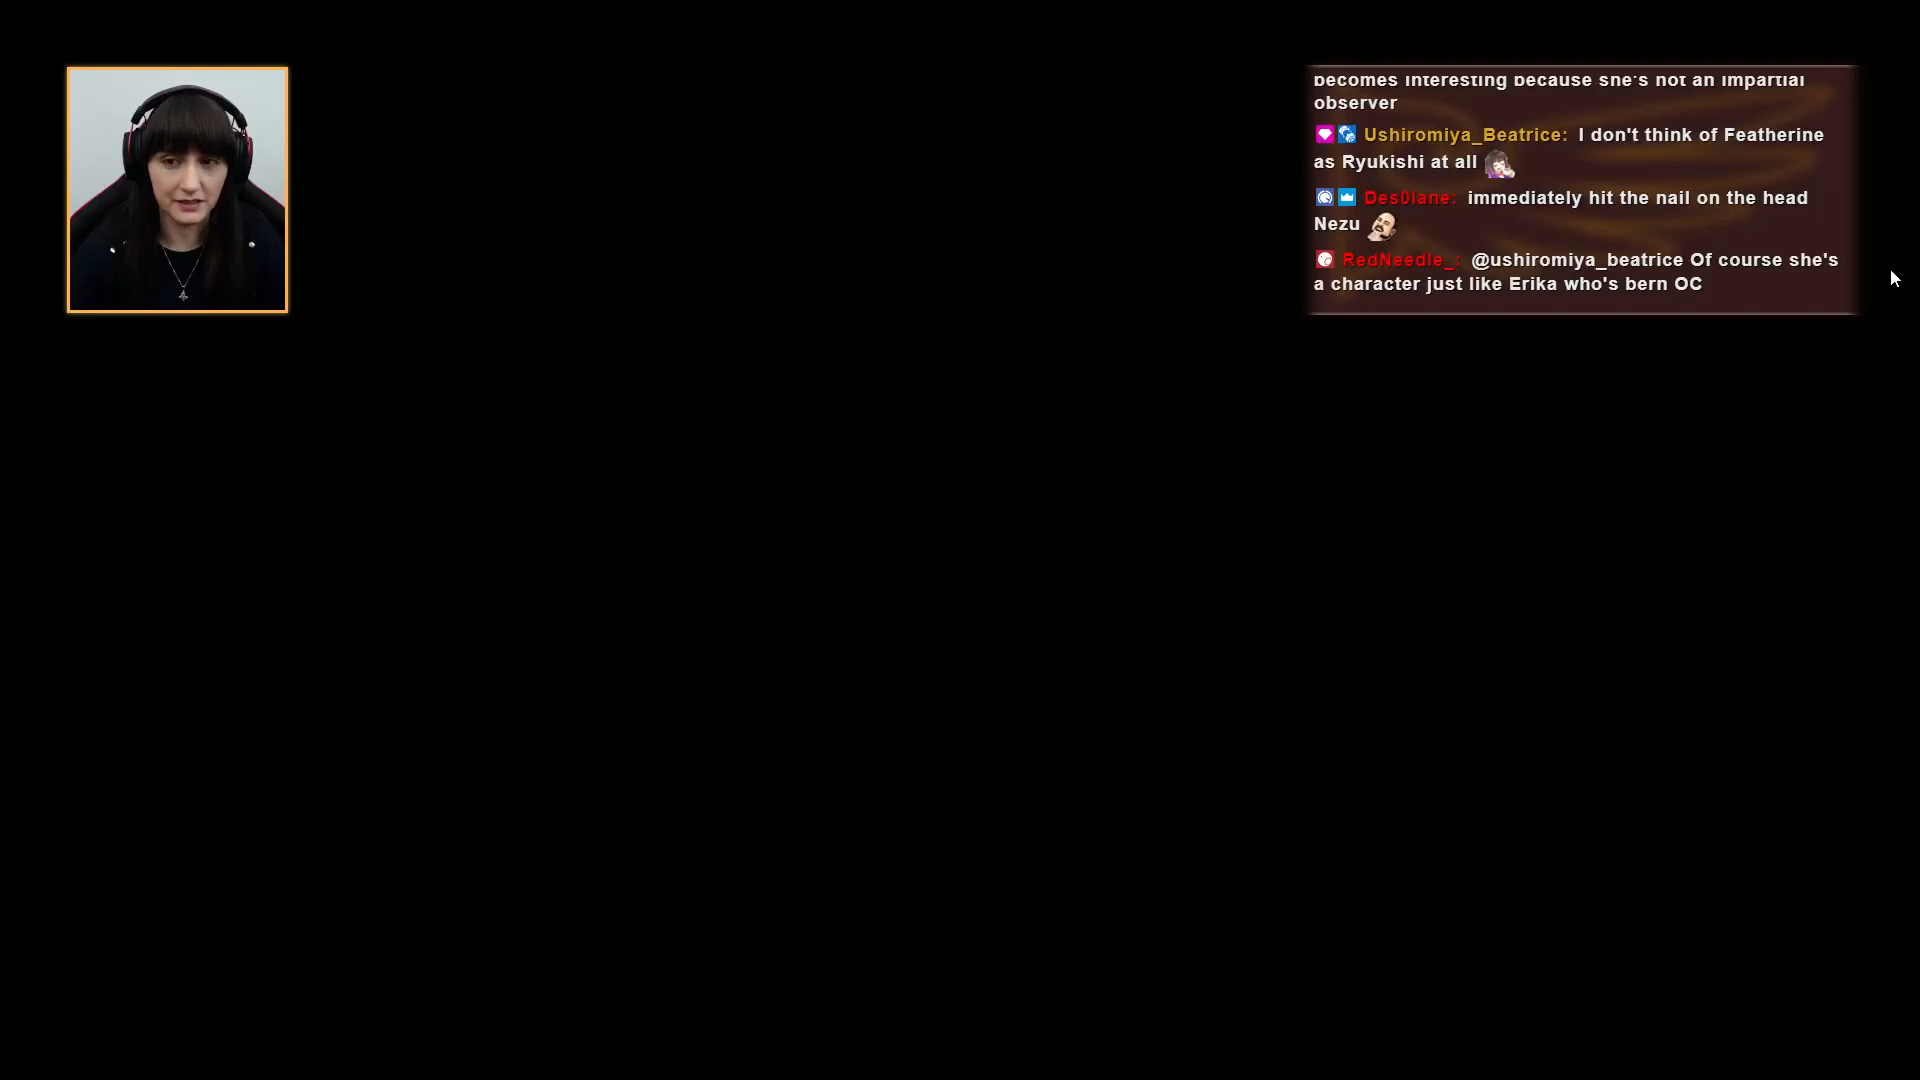 becomes interesting because she's not an impartial
observer
Ushiromiya_Beatrice: I don't think of Featherine
as Ryukishi at all
Des0lane: immediately hit the nail on the head
Nezu
RedNeedle_: @ushiromiya_beatrice Of course she's
a character just like Erika who's bern OC